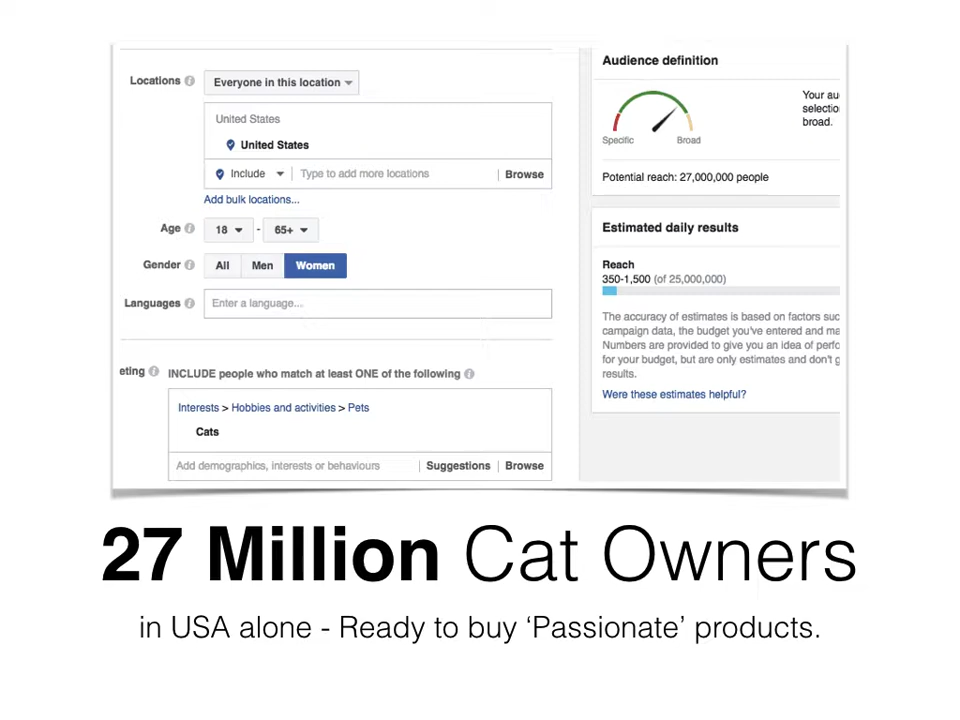 Locations
Everyone in this location
United States
United States
Include
Type to add more locations
Browse
Add bulk locations...
Age
18 - 65+
Gender
All Men Women
Languages
Enter a language...
eting
INCLUDE people who match at least ONE of the following
Interests > Hobbies and activities > Pets
Cats
Add demographics, interests or behaviours
Suggestions Browse
Audience definition
Specific Broad
Your au
selectio
broad.
Potential reach: 27,000,000 people
Estimated daily results
Reach
350-1,500 (of 25,000,000)
The accuracy of estimates is based on factors suc
campaign data, the budget you've entered and ma
Numbers are provided to give you an idea of perfo
for your budget, but are only estimates and don't g
results.
Were these estimates helpful?
27 Million Cat Owners
in USA alone - Ready to buy ‘Passionate’ products.